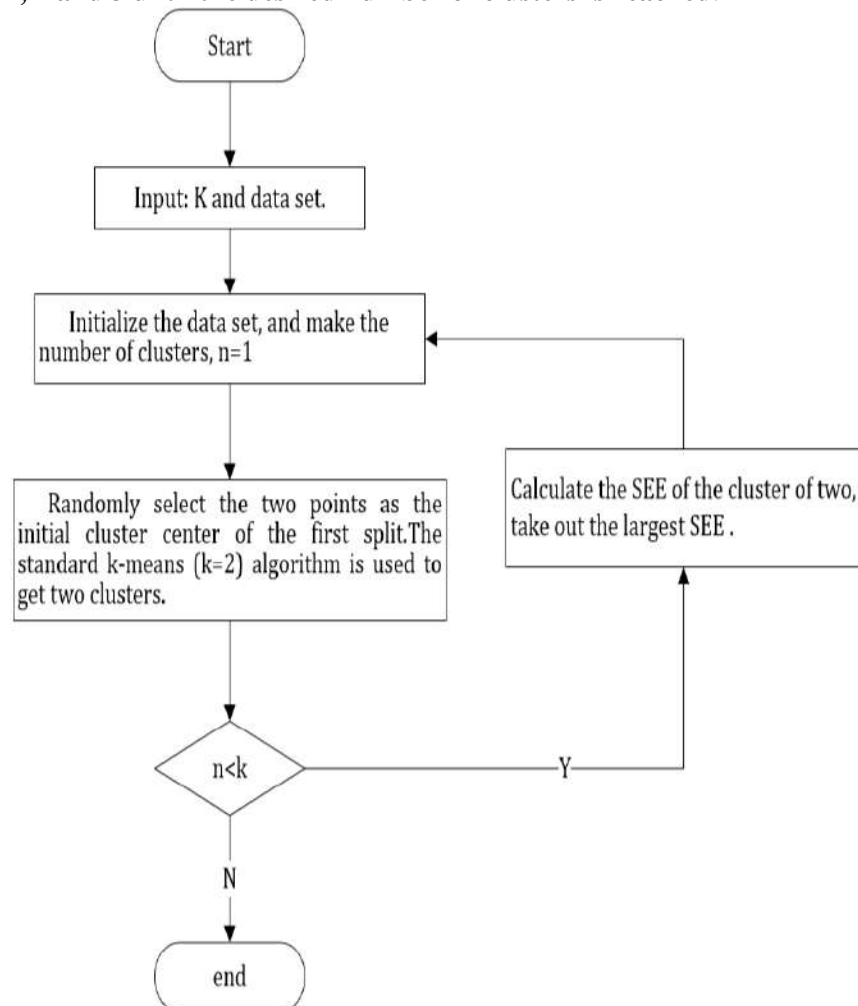 Start
Input: K and data set.
Initialize the data set, and make the
number of clusters, n=1
Randomly select the two points as the
initial cluster center of the first split.The
standard k-means (k=2) algorithm is used to
get two clusters.
Calculate the SEE of the cluster of two,
take out the largest SEE .
n<k
Y
N
end